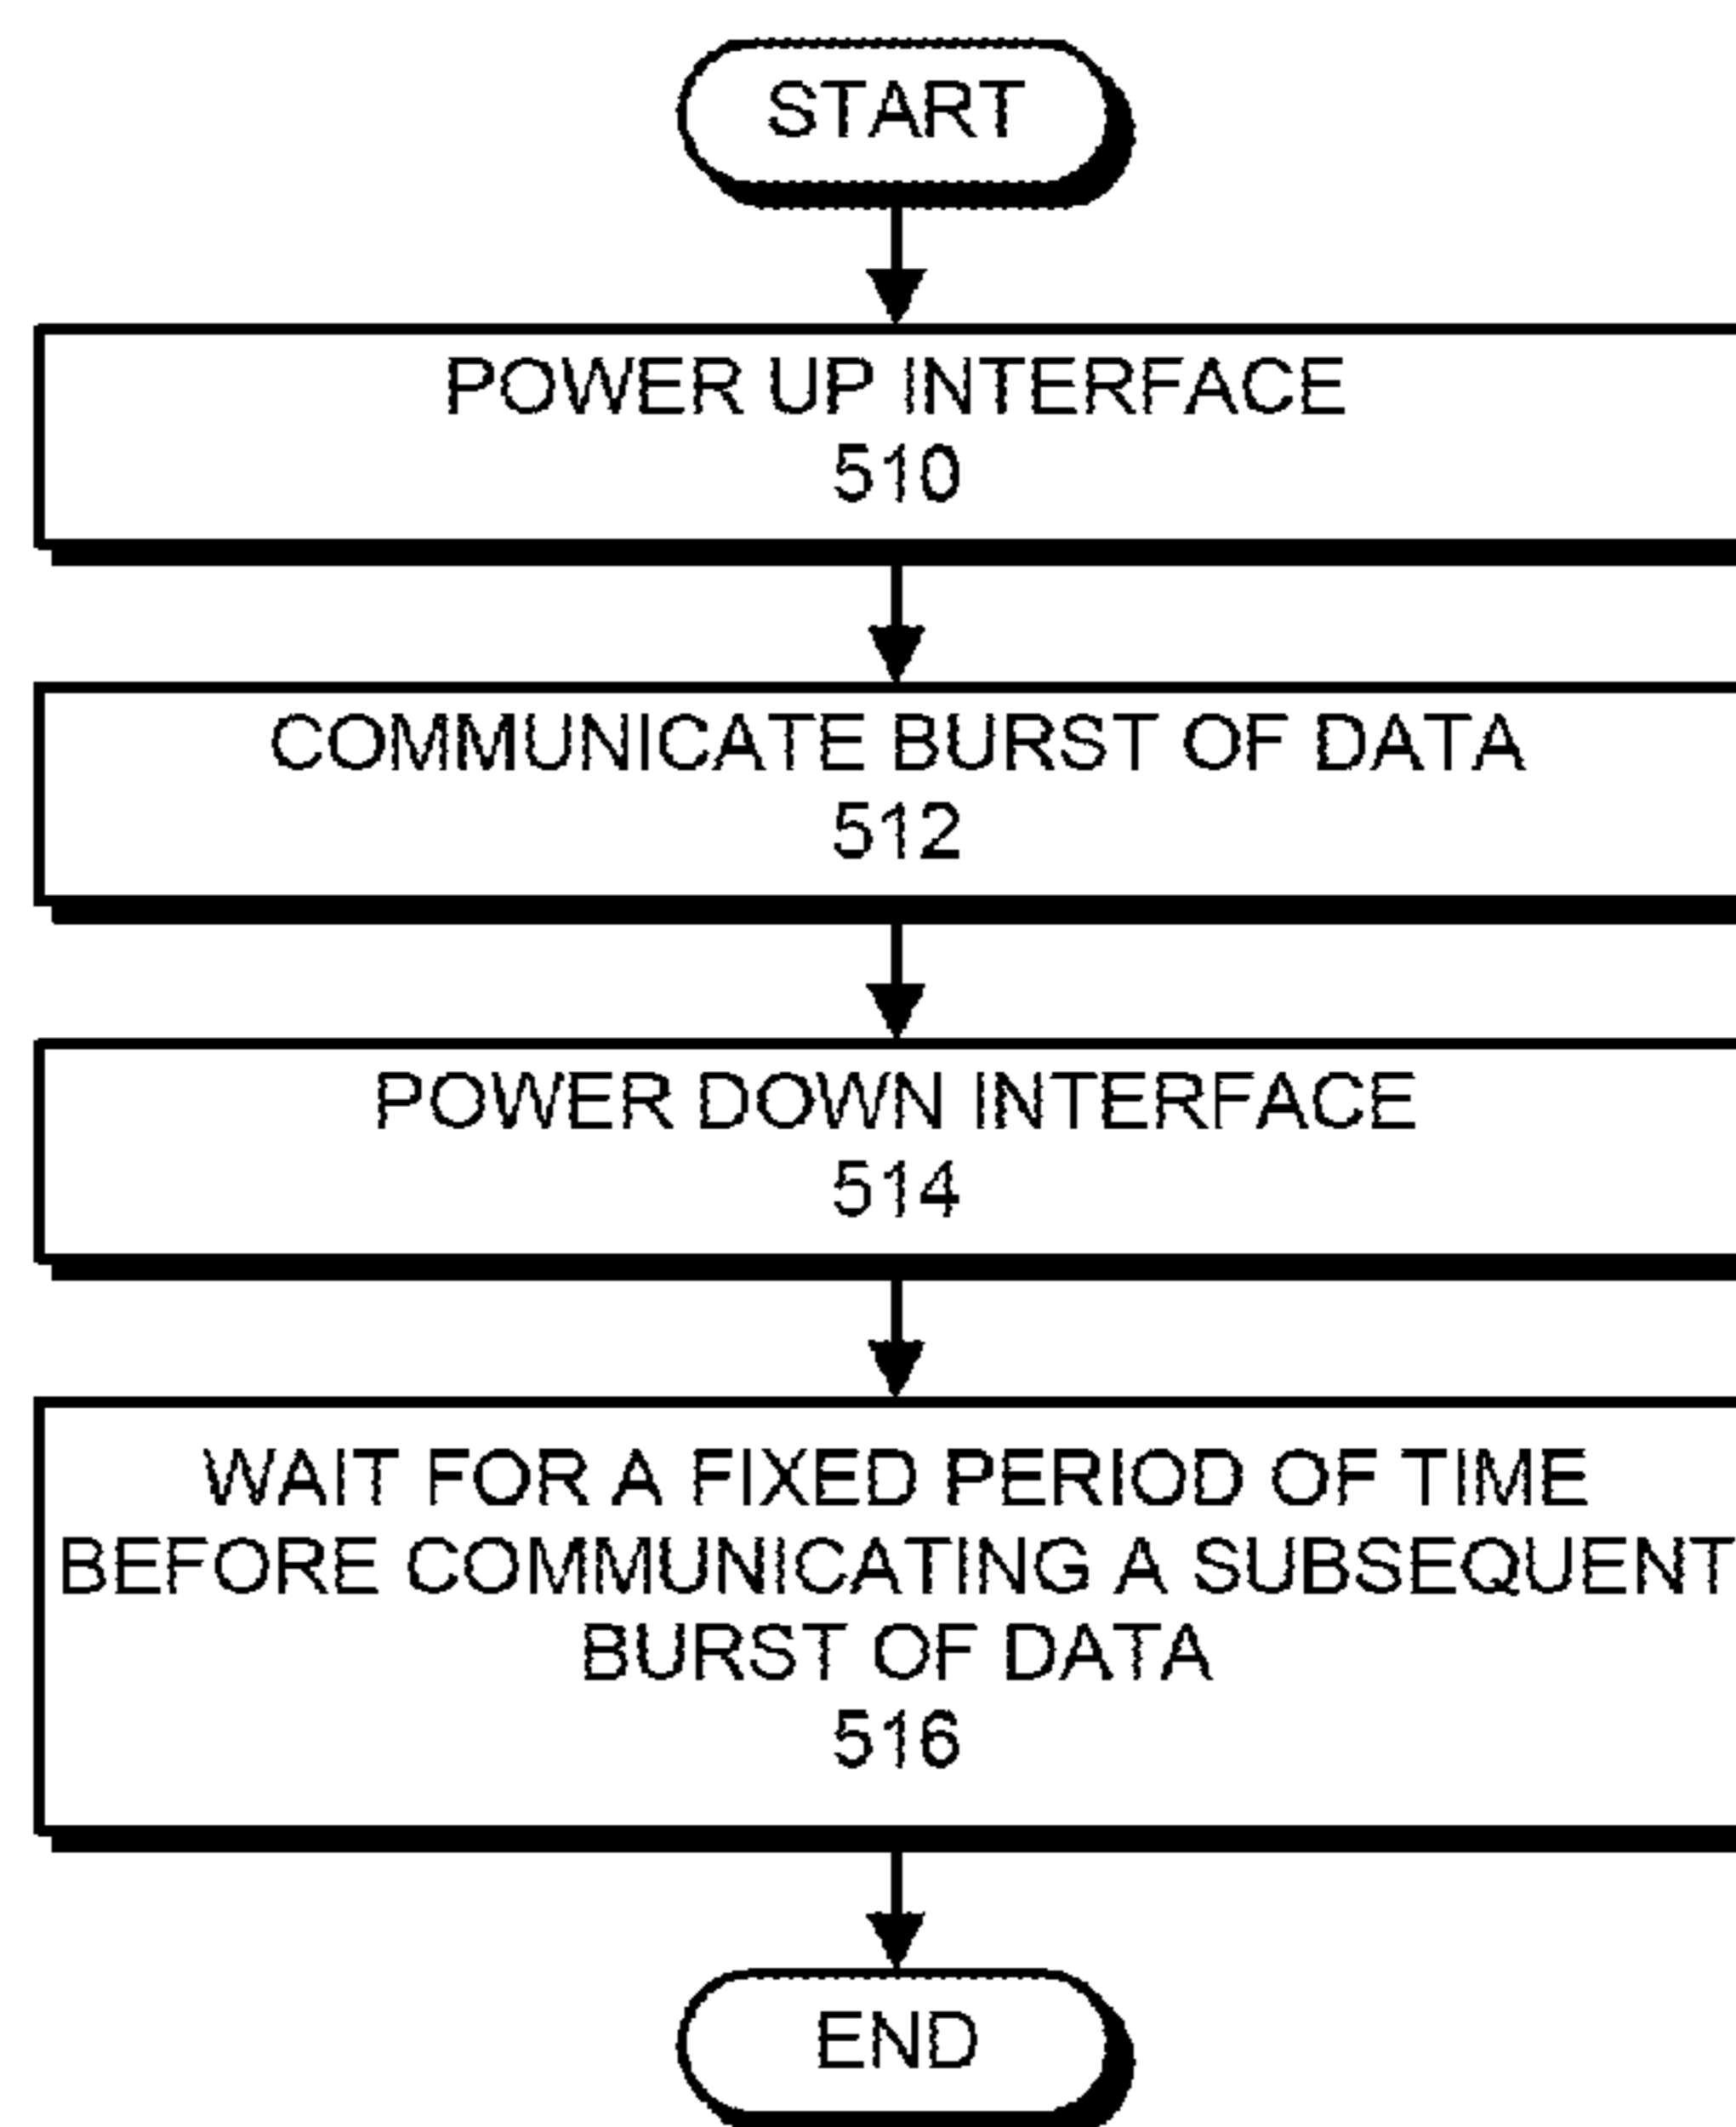 START
POWER UP INTERFACE
510
COMMUNICATE BURST OF DATA
512
POWER DOWN INTERFACE
514
WAIT FOR A FIXED PERIOD OF TIME
BEFORE COMMUNICATING A SUBSEQUENT
BURST OF DATA
516
END